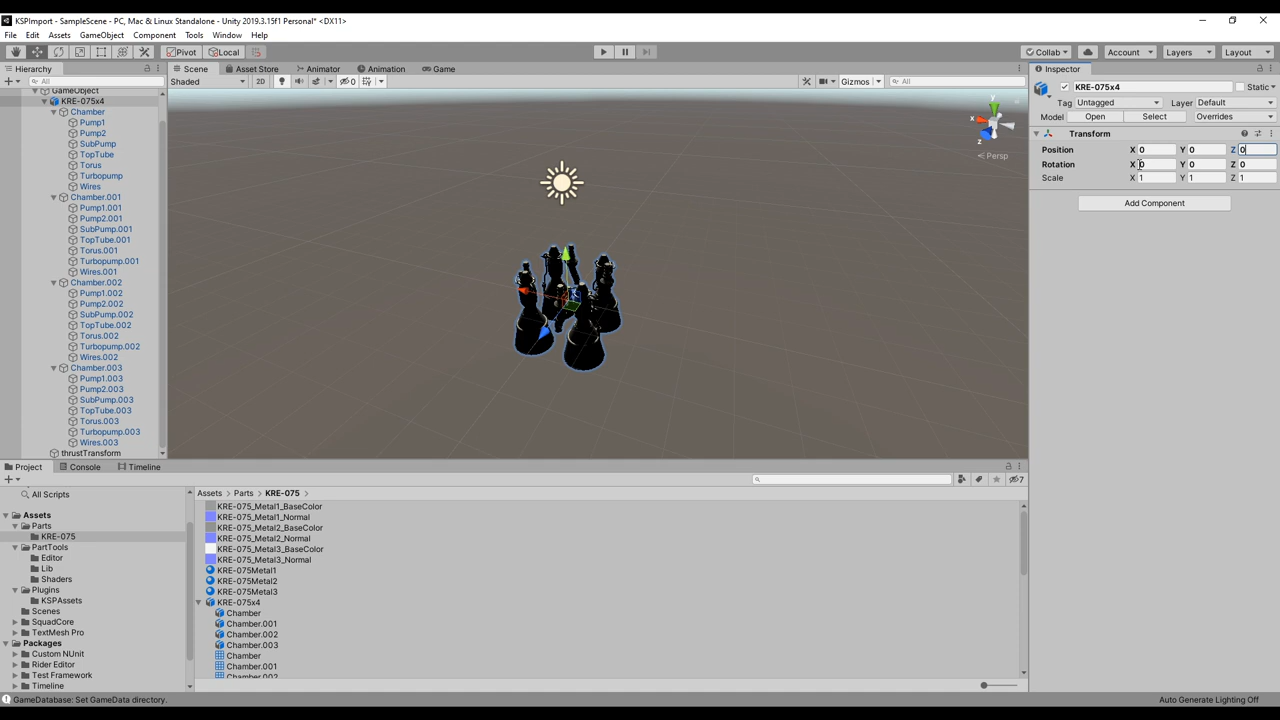 KSPImport - SampleScene - PC, Mac & Linux Standalone - Unity 2019.3.15f1 Personal* <DX11>
File Edit Assets GameObject Component Tools Window Help
Pivot Local Collab Account Layers Layout
Hierarchy Scene Asset Store Animator Animation Game Inspector
All Shaded 2D 0 Gizmos All
KRE-075x4 Static
GameObject
KRE-075x4
Chamber
Pump1
Pump2
SubPump
TopTube
Torus
Turbopump
Wires
Chamber.001
Pump1.001
Pump2.001
SubPump.001
TopTube.001
Torus.001
Turbopump.001
Wires.001
Chamber.002
Pump1.002
Pump2.002
SubPump.002
TopTube.002
Torus.002
Turbopump.002
Wires.002
Chamber.003
Pump1.003
Pump2.003
SubPump.003
TopTube.003
Torus.003
Turbopump.003
Wires.003
thrustTransform
y
x
z
Persp
Tag Untagged Layer Default
Model Open Select Overrides
Transform
Position X 0 Y 0 Z 0
Rotation X 0 Y 0 Z 0
Scale X 1 Y 1 Z 1
Add Component
Project Console Timeline
7
All Scripts
Assets
Parts
KRE-075
PartTools
Editor
Lib
Shaders
Plugins
KSPAssets
Scenes
SquadCore
TextMesh Pro
Packages
Custom NUnit
Rider Editor
Test Framework
Timeline
Assets > Parts > KRE-075 >
KRE-075_Metal1_BaseColor
KRE-075_Metal1_Normal
KRE-075_Metal2_BaseColor
KRE-075_Metal2_Normal
KRE-075_Metal3_BaseColor
KRE-075_Metal3_Normal
KRE-075Metal1
KRE-075Metal2
KRE-075Metal3
KRE-075x4
Chamber
Chamber.001
Chamber.002
Chamber.003
Chamber
Chamber.001
Chamber.002
GameDatabase: Set GameData directory.
Auto Generate Lighting Off